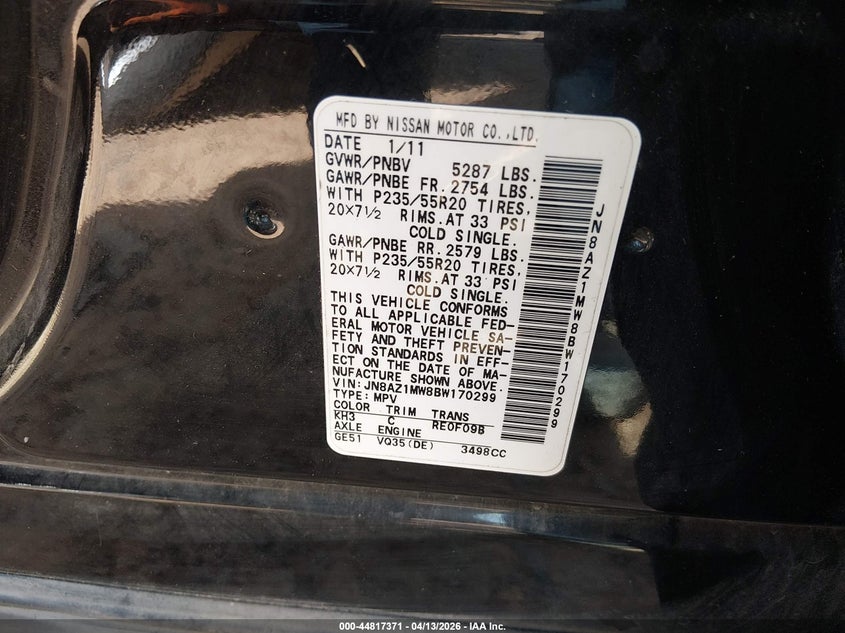 MFD BY NISSAN MOTOR CO.,LTD.
DATE 1/11
GVWR/PNBV 5287 LBS.
GAWR/PNBE FR. 2754 LBS.
WITH P235/55R20 TIRES,
20×7½ RIMS.AT 33 PSI
COLD SINGLE.
GAWR/PNBE RR. 2579 LBS.
WITH P235/55R20 TIRES,
20×7½ RIMS.AT 33 PSI
COLD SINGLE.
THIS VEHICLE CONFORMS
TO ALL APPLICABLE FED-
ERAL MOTOR VEHICLE SA-
FETY AND THEFT PREVEN-
TION STANDARDS IN EFF-
ECT ON THE DATE OF MA-
NUFACTURE SHOWN ABOVE.
VIN:JN8AZ1MW8BW170299
TYPE:MPV
COLOR TRIM TRANS
KH3 C RE0F09B
AXLE ENGINE
GE51 VQ35(DE) 3498CC
JN8AZ1MW8BW170299
000-44817371 - 04/13/2026 - IAA Inc.